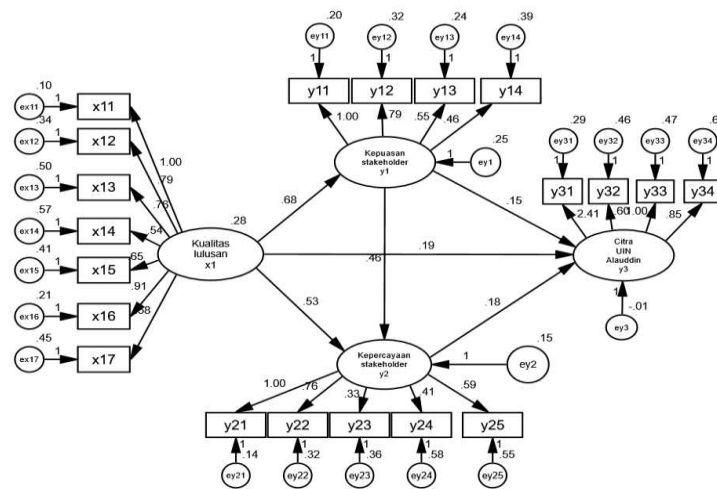 .20 .32 .24 .39
ey11 ey12 ey13 ey14
1 1 1 1
y11 y12 y13 y14
1.00 .79 .55 .46
.10
ex11 1 x11
.34
ex12 1 x12
.50
ex13 1 x13
.57
ex14 1 x14
.41
ex15 1 x15
.21
ex16 1 x16
.45
ex17 1 x17
1.00
.79
.76
.54
.65
.91
.28
Kualitas
lulusan
x1
Kepuasan
stakeholder
y1
1 ey1
.25
.68
.15
.19
.46
.53
.18
.29 .46 .47
ey31 ey32 ey33 ey34
1 1 1 1
y31 y32 y33 y34
2.41 .60 1.00 .85
Citra
UIN
Alauddin
y3
1 -.01
ey3
Kepercayaan
stakeholder
y2
1 ey2
.15
1.00 .76 .33 .41 .59
y21 y22 y23 y24 y25
1 1 1 1 1
.14 .32 .36 .58 .55
ey21 ey22 ey23 ey24 ey25